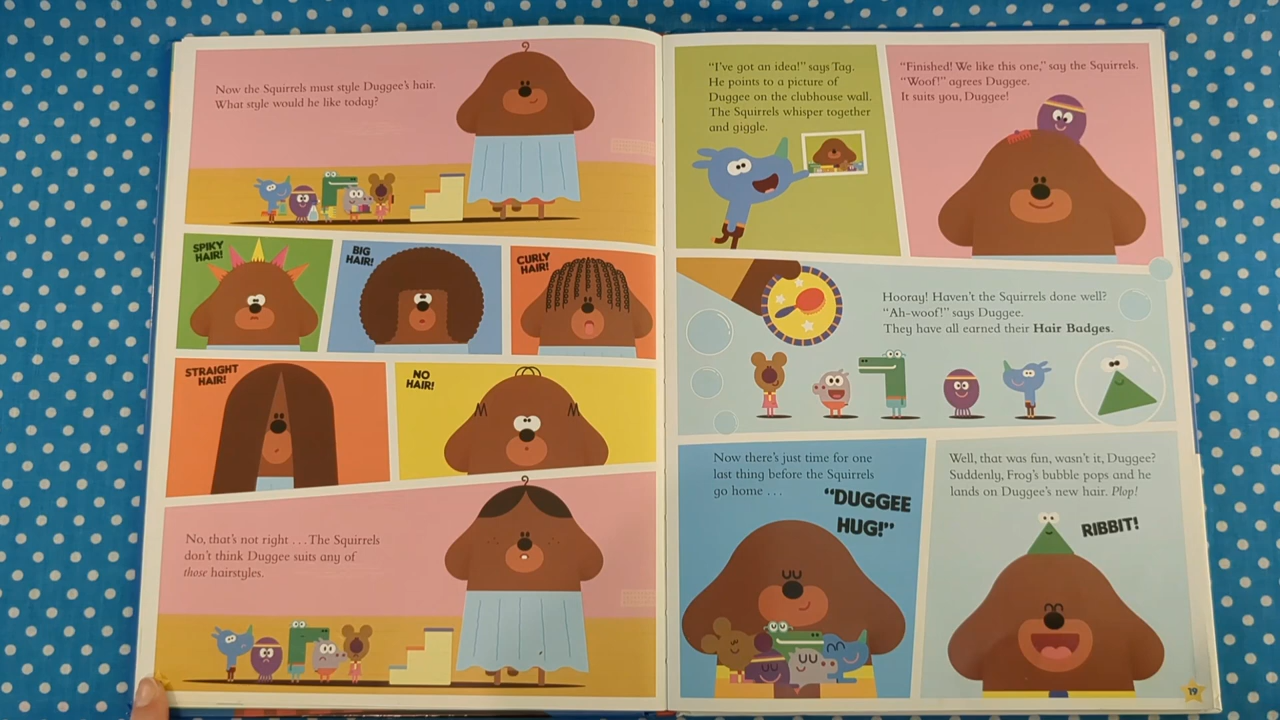 Now the Squirrels must style Duggee's hair.
What style would he like today?
SPIKY
HAIR!
BIG
HAIR!
CURLY
HAIR!
STRAIGHT
HAIR!
NO
HAIR!
No, that's not right . . . The Squirrels
don't think Duggee suits any of
those hairstyles.
"I've got an idea!" says Tag.
He points to a picture of
Duggee on the clubhouse wall.
The Squirrels whisper together
and giggle.
"Finished! We like this one," say the Squirrels.
"Woof!" agrees Duggee.
It suits you, Duggee!
Hooray! Haven't the Squirrels done well?
"Ah-woof!" says Duggee.
They have all earned their Hair Badges.
Now there's just time for one
last thing before the Squirrels
go home . . .
"DUGGEE
HUG!"
Well, that was fun, wasn't it, Duggee?
Suddenly, Frog's bubble pops and he
lands on Duggee's new hair. Plop!
RIBBIT!
19